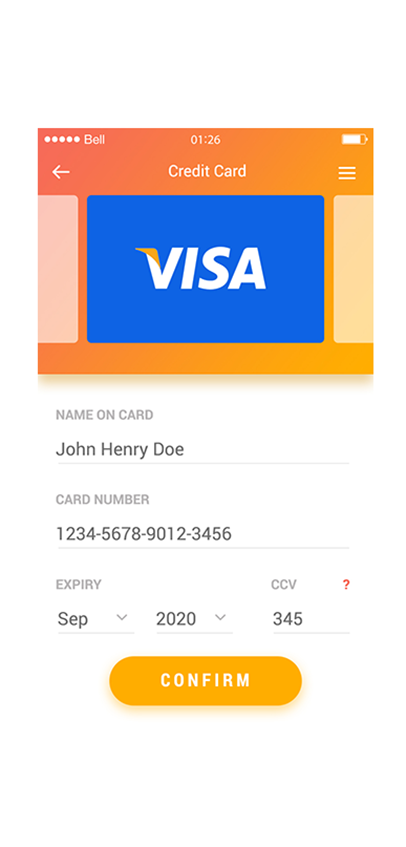 Bell 01:26
Credit Card
VISA
NAME ON CARD
John Henry Doe
CARD NUMBER
1234-5678-9012-3456
EXPIRY CCV ?
Sep 2020 345
CONFIRM